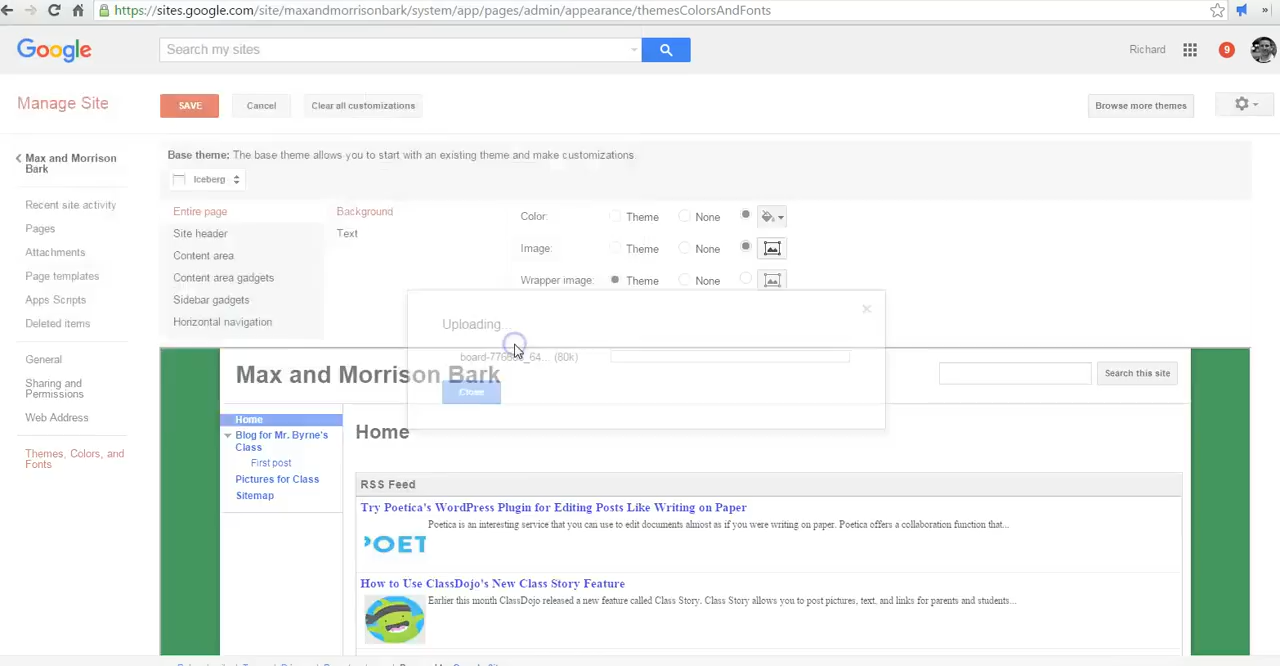 https://sites.google.com/site/maxandmorrisonbark/system/app/pages/admin/appearance/themesColorsAndFonts
Google
Search my sites
Richard
9
Manage Site
SAVE
Cancel
Clear all customizations
Browse more themes
Max and Morrison
Bark
Base theme: The base theme allows you to start with an existing theme and make customizations
Iceberg
Recent site activity
Pages
Attachments
Page templates
Apps Scripts
Deleted items
General
Sharing and
Permissions
Web Address
Themes, Colors, and
Fonts
Entire page
Site header
Content area
Content area gadgets
Sidebar gadgets
Horizontal navigation
Background
Text
Color: Theme None
Image: Theme None
Wrapper image: Theme None
Uploading...
(80k)
Close
Max and Morrison Bark
Search this site
Home
Blog for Mr. Byrne's
Class
First post
Pictures for Class
Sitemap
Home
RSS Feed
Try Poetica's WordPress Plugin for Editing Posts Like Writing on Paper
Poetica is an interesting service that you can use to edit documents almost as if you were writing on paper. Poetica offers a collaboration function that...
POET
How to Use ClassDojo's New Class Story Feature
Earlier this month ClassDojo released a new feature called Class Story. Class Story allows you to post pictures, text, and links for parents and students...